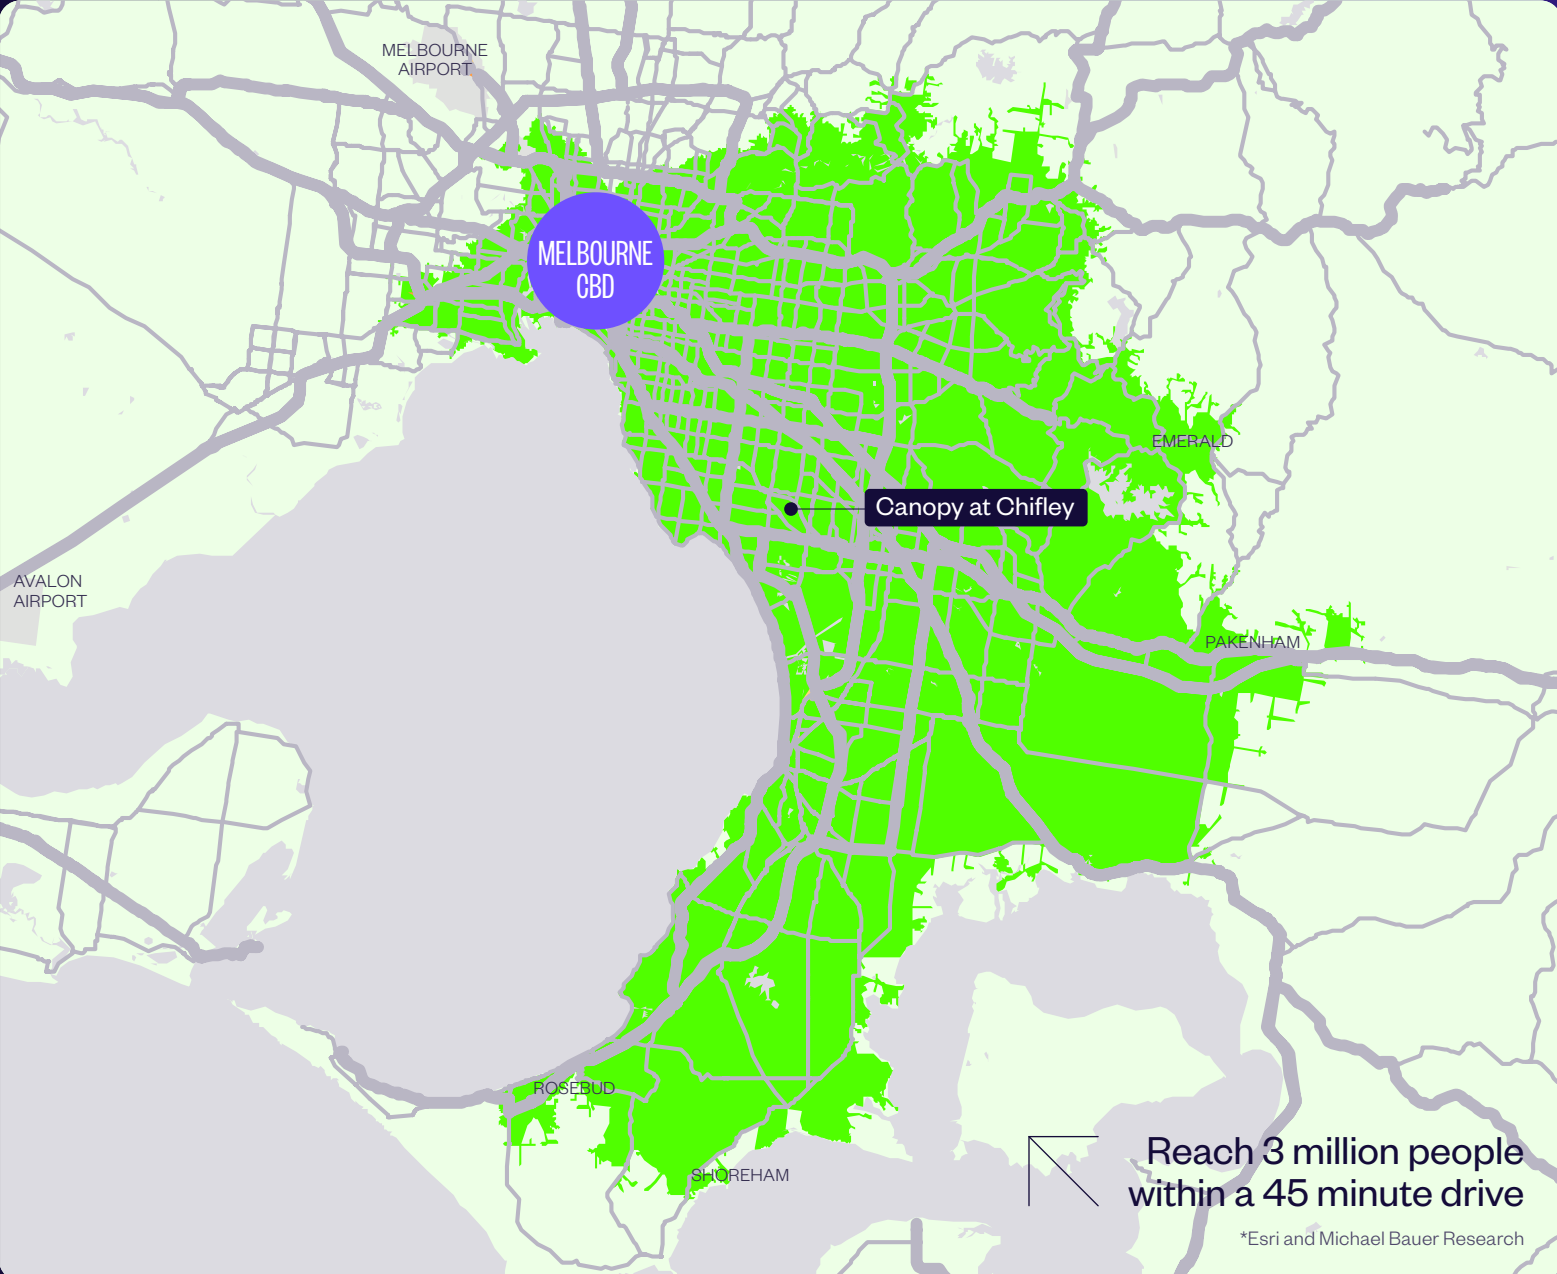 MELBOURNE
AIRPORT
MELBOURNE
CBD
EMERALD
Canopy at Chifley
AVALON
AIRPORT
PAKENHAM
ROSEBUD
SHOREHAM
Reach 3 million people
within a 45 minute drive
*Esri and Michael Bauer Research